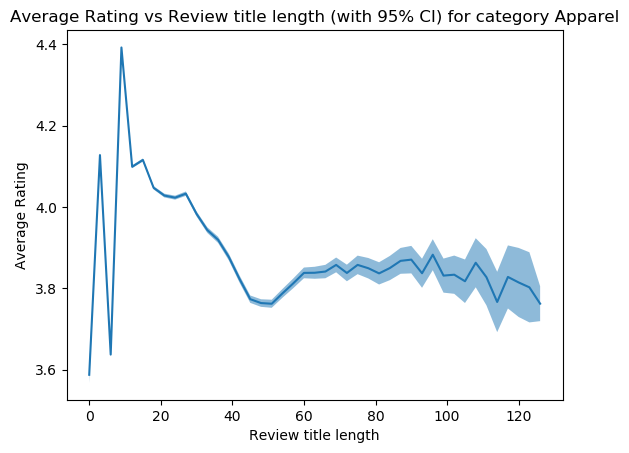 Average Rating vs Review title length (with 95% CI) for category Apparel
4.4
4.2
4.0
3.8
3.6
Average Rating
0 20 40 60 80 100 120
Review title length